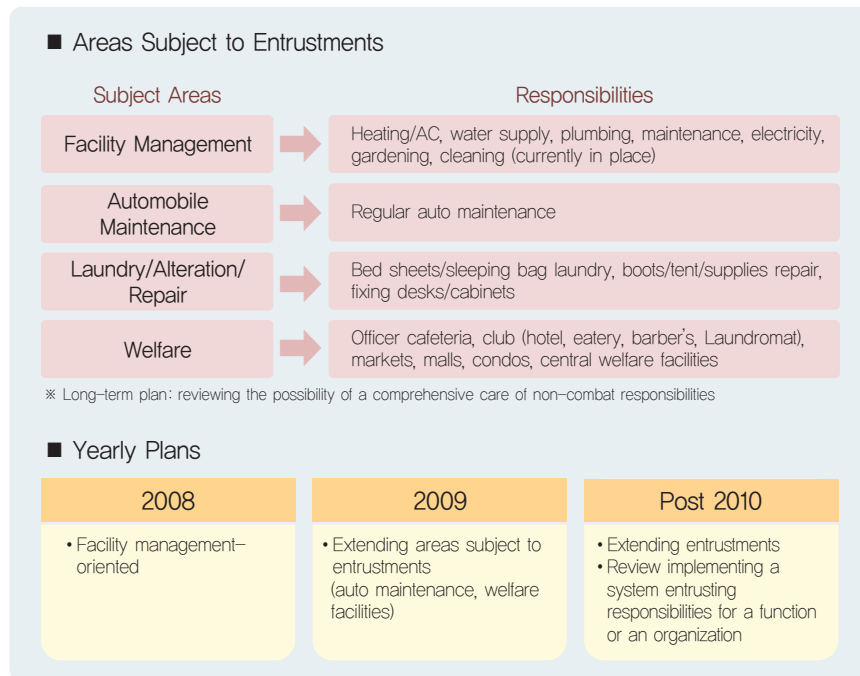 ■ Areas Subject to Entrustments
Subject Areas
Responsibilities
Facility Management
Heating/AC, water supply, plumbing, maintenance, electricity,
gardening, cleaning (currently in place)
Automobile
Maintenance
Regular auto maintenance
Laundry/Alteration/
Repair
Bed sheets/sleeping bag laundry, boots/tent/supplies repair,
fixing desks/cabinets
Welfare
Officer cafeteria, club (hotel, eatery, barber's, Laundromat),
markets, malls, condos, central welfare facilities
※ Long-term plan: reviewing the possibility of a comprehensive care of non-combat responsibilities
■ Yearly Plans
2008
• Facility management-
oriented
2009
• Extending areas subject to
entrustments
(auto maintenance, welfare
facilities)
Post 2010
• Extending entrustments
• Review implementing a
system entrusting
responsibilities for a function
or an organization